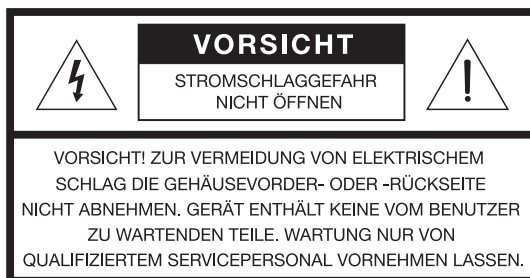 VORSICHT
STROMSCHLAGGEFAHR
NICHT ÖFFNEN
!
VORSICHT! ZUR VERMEIDUNG VON ELEKTRISCHEM
SCHLAG DIE GEHÄUSEVORDER- ODER -RÜCKSEITE
NICHT ABNEHMEN. GERÄT ENTHÄLT KEINE VOM BENUTZER
ZU WARTENDEN TEILE. WARTUNG NUR VON
QUALIFIZIERTEM SERVICEPERSONAL VORNEHMEN LASSEN.